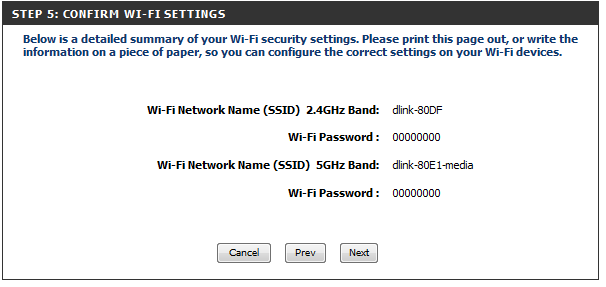 STEP 5: CONFIRM WI-FI SETTINGS
Below is a detailed summary of your Wi-Fi security settings. Please print this page out, or write the
information on a piece of paper, so you can configure the correct settings on your Wi-Fi devices.
Wi-Fi Network Name (SSID) 2.4GHz Band: dlink-80DF
Wi-Fi Password : 00000000
Wi-Fi Network Name (SSID) 5GHz Band: dlink-80E1-media
Wi-Fi Password : 00000000
Cancel Prev Next